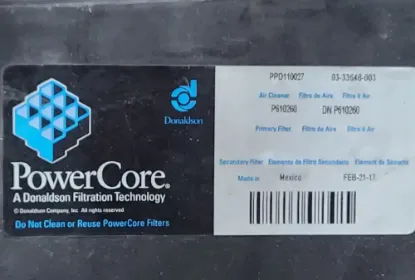 Donaldson
PowerCore®
A Donaldson Filtration Technology
© Donaldson Company, Inc. All rights reserved
Do Not Clean or Reuse PowerCore Filters
PPD110027 03-33648-003
Air Cleaner Filtro de Aire Filtre à Air
P610260 DN P610260
Primary Filter Filtro de Aire Filtre à Air
Secondary Filter Elemento de Filtro Secundario Element de Sécurité
Made in: Mexico FEB-21-17